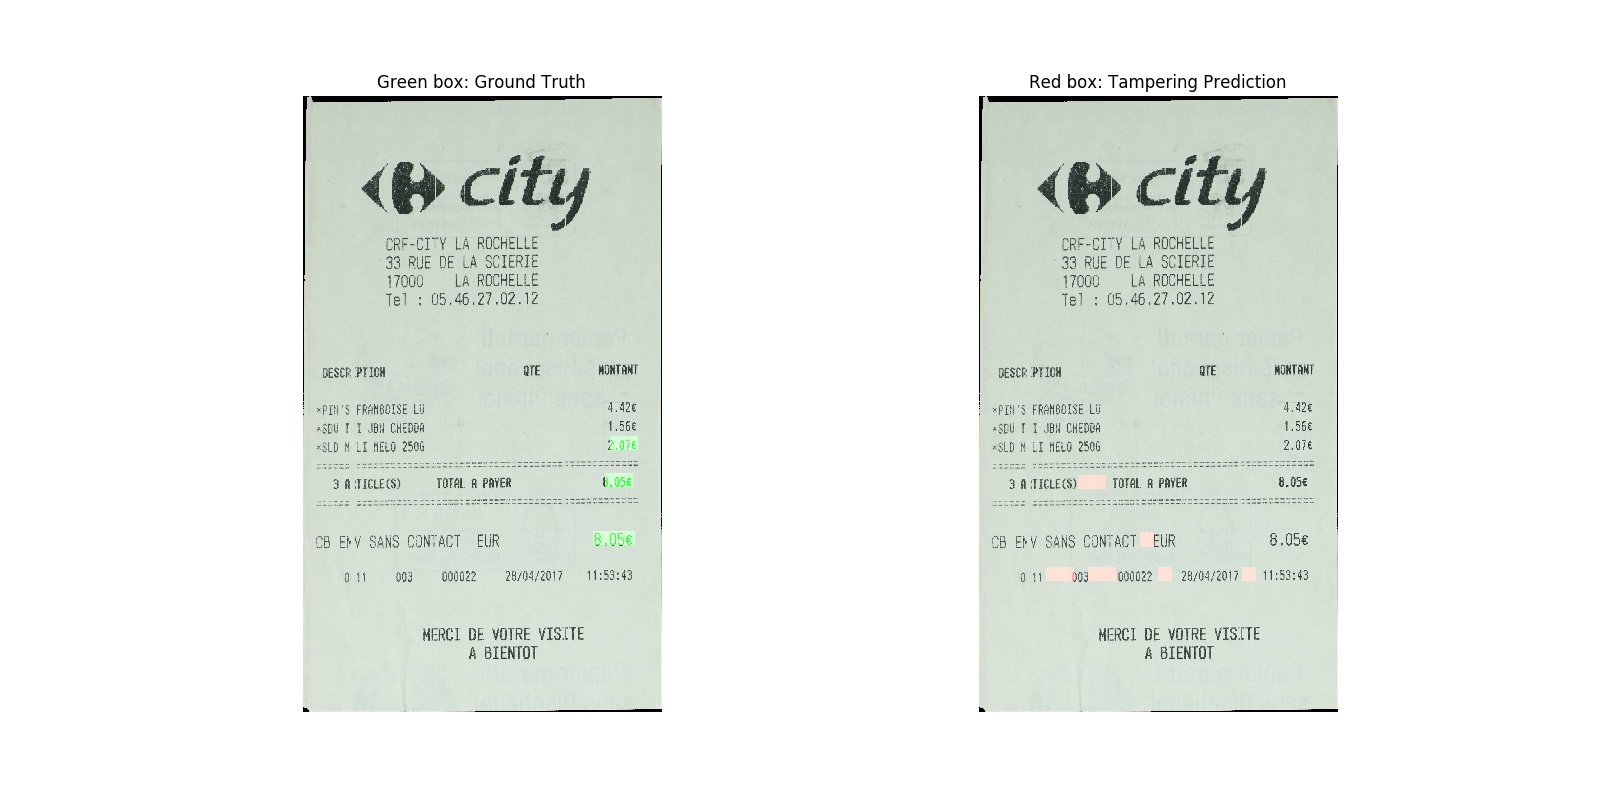 Green box: Ground Truth
city
CRF-CITY LA ROCHELLE
33 RUE DE LA SCIERIE
17000 LA ROCHELLE
Tel : 05.46.27.02.12
DESCR PTION QTE MONTANT
*PIM'S FRAMBOISE LU 4.42€
*SDW T I JBN CHEDDA 1.56€
*SLD M LI MELO 250G 2.07€
3 A TICLE(S) TOTAL A PAYER 8.05€
CB EMV SANS CONTACT EUR 8.05€
0 11 003 000022 28/04/2017 11:53:43
MERCI DE VOTRE VISITE
A BIENTOT
Red box: Tampering Prediction
city
CRF-CITY LA ROCHELLE
33 RUE DE LA SCIERIE
17000 LA ROCHELLE
Tel : 05.46.27.02.12
DESCR PTION QTE MONTANT
*PIM'S FRAMBOISE LU 4.42€
*SDW T I JBN CHEDDA 1.56€
*SLD M LI MELO 250G 2.07€
3 A TICLE(S) TOTAL A PAYER 8.05€
CB EMV SANS CONTACT EUR 8.05€
0 11 003 000022 28/04/2017 11:53:43
MERCI DE VOTRE VISITE
A BIENTOT